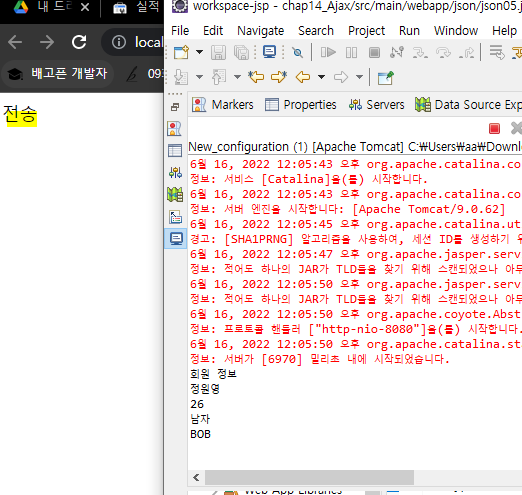 내 드
실적
local
배고픈 개발자
전송
workspace-jsp - chap14_Ajax/src/main/webapp/json/json05.j
File Edit Navigate Search Project Run Window Help
Markers Properties Servers Data Source Exp
New_configuration (1) [Apache Tomcat] C:₩Users₩aa₩Downl
6월 16, 2022 12:05:43 오후 org.apache.catalina.co
정보: 서비스 [Catalina]을(를) 시작합니다.
6월 16, 2022 12:05:43 오후 org.apache.catalina.co
정보: 서버 엔진을 시작합니다: [Apache Tomcat/9.0.62]
6월 16, 2022 12:05:45 오후 org.apache.catalina.ut
경고: [SHA1PRNG] 알고리즘을 사용하여, 세션 ID를 생성하기 위
6월 16, 2022 12:05:47 오후 org.apache.jasper.serv
정보: 적어도 하나의 JAR가 TLD들을 찾기 위해 스캔되었으나 아무
6월 16, 2022 12:05:50 오후 org.apache.jasper.serv
정보: 적어도 하나의 JAR가 TLD들을 찾기 위해 스캔되었으나 아무
6월 16, 2022 12:05:50 오후 org.apache.coyote.Abst
정보: 프로토콜 핸들러 ["http-nio-8080"]을(를) 시작합니다.
6월 16, 2022 12:05:50 오후 org.apache.catalina.st
정보: 서버가 [6970] 밀리초 내에 시작되었습니다.
회원 정보
정원영
26
남자
BOB
Web App Libraries